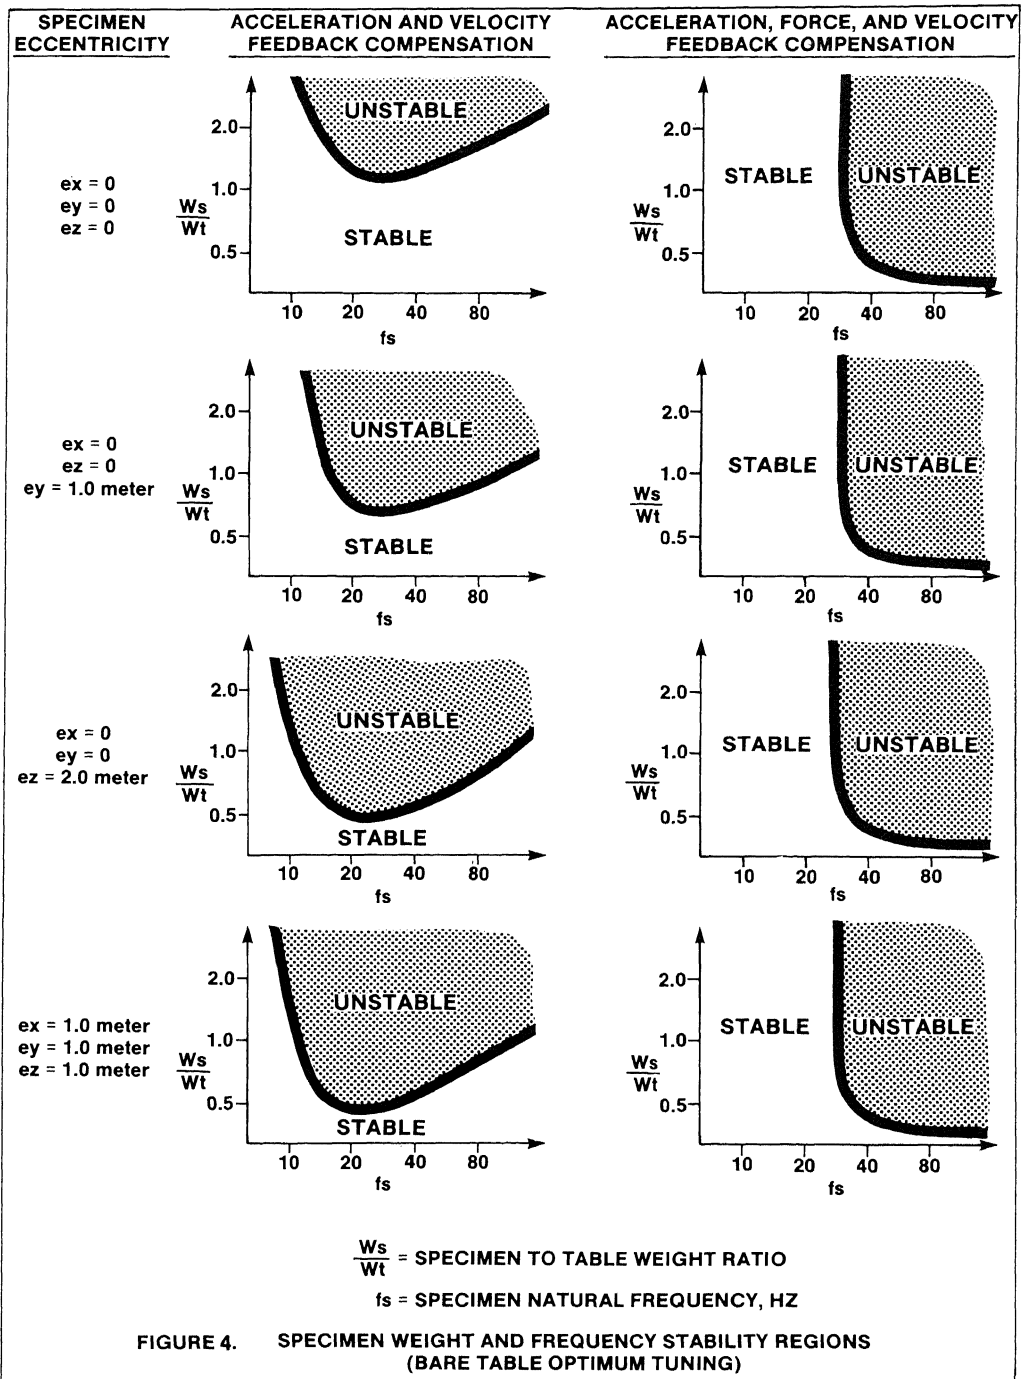 SPECIMEN
ECCENTRICITY
ACCELERATION AND VELOCITY
FEEDBACK COMPENSATION
ACCELERATION, FORCE, AND VELOCITY
FEEDBACK COMPENSATION
ex = 0
ey = 0
ez = 0
Ws
Wt
2.0
1.0
0.5
UNSTABLE
STABLE
10 20 40 80
fs
Ws
Wt
2.0
1.0
0.5
STABLE
UNSTABLE
10 20 40 80
fs
ex = 0
ez = 0
ey = 1.0 meter
Ws
Wt
2.0
1.0
0.5
UNSTABLE
STABLE
10 20 40 80
fs
Ws
Wt
2.0
1.0
0.5
STABLE
UNSTABLE
10 20 40 80
fs
ex = 0
ey = 0
ez = 2.0 meter
Ws
Wt
2.0
1.0
0.5
UNSTABLE
STABLE
10 20 40 80
fs
Ws
Wt
2.0
1.0
0.5
STABLE
UNSTABLE
10 20 40 80
fs
ex = 1.0 meter
ey = 1.0 meter
ez = 1.0 meter
Ws
Wt
2.0
1.0
0.5
UNSTABLE
STABLE
10 20 40 80
fs
Ws
Wt
2.0
1.0
0.5
STABLE
UNSTABLE
10 20 40 80
fs
Ws
Wt
= SPECIMEN TO TABLE WEIGHT RATIO
fs = SPECIMEN NATURAL FREQUENCY, HZ
FIGURE 4. SPECIMEN WEIGHT AND FREQUENCY STABILITY REGIONS
(BARE TABLE OPTIMUM TUNING)